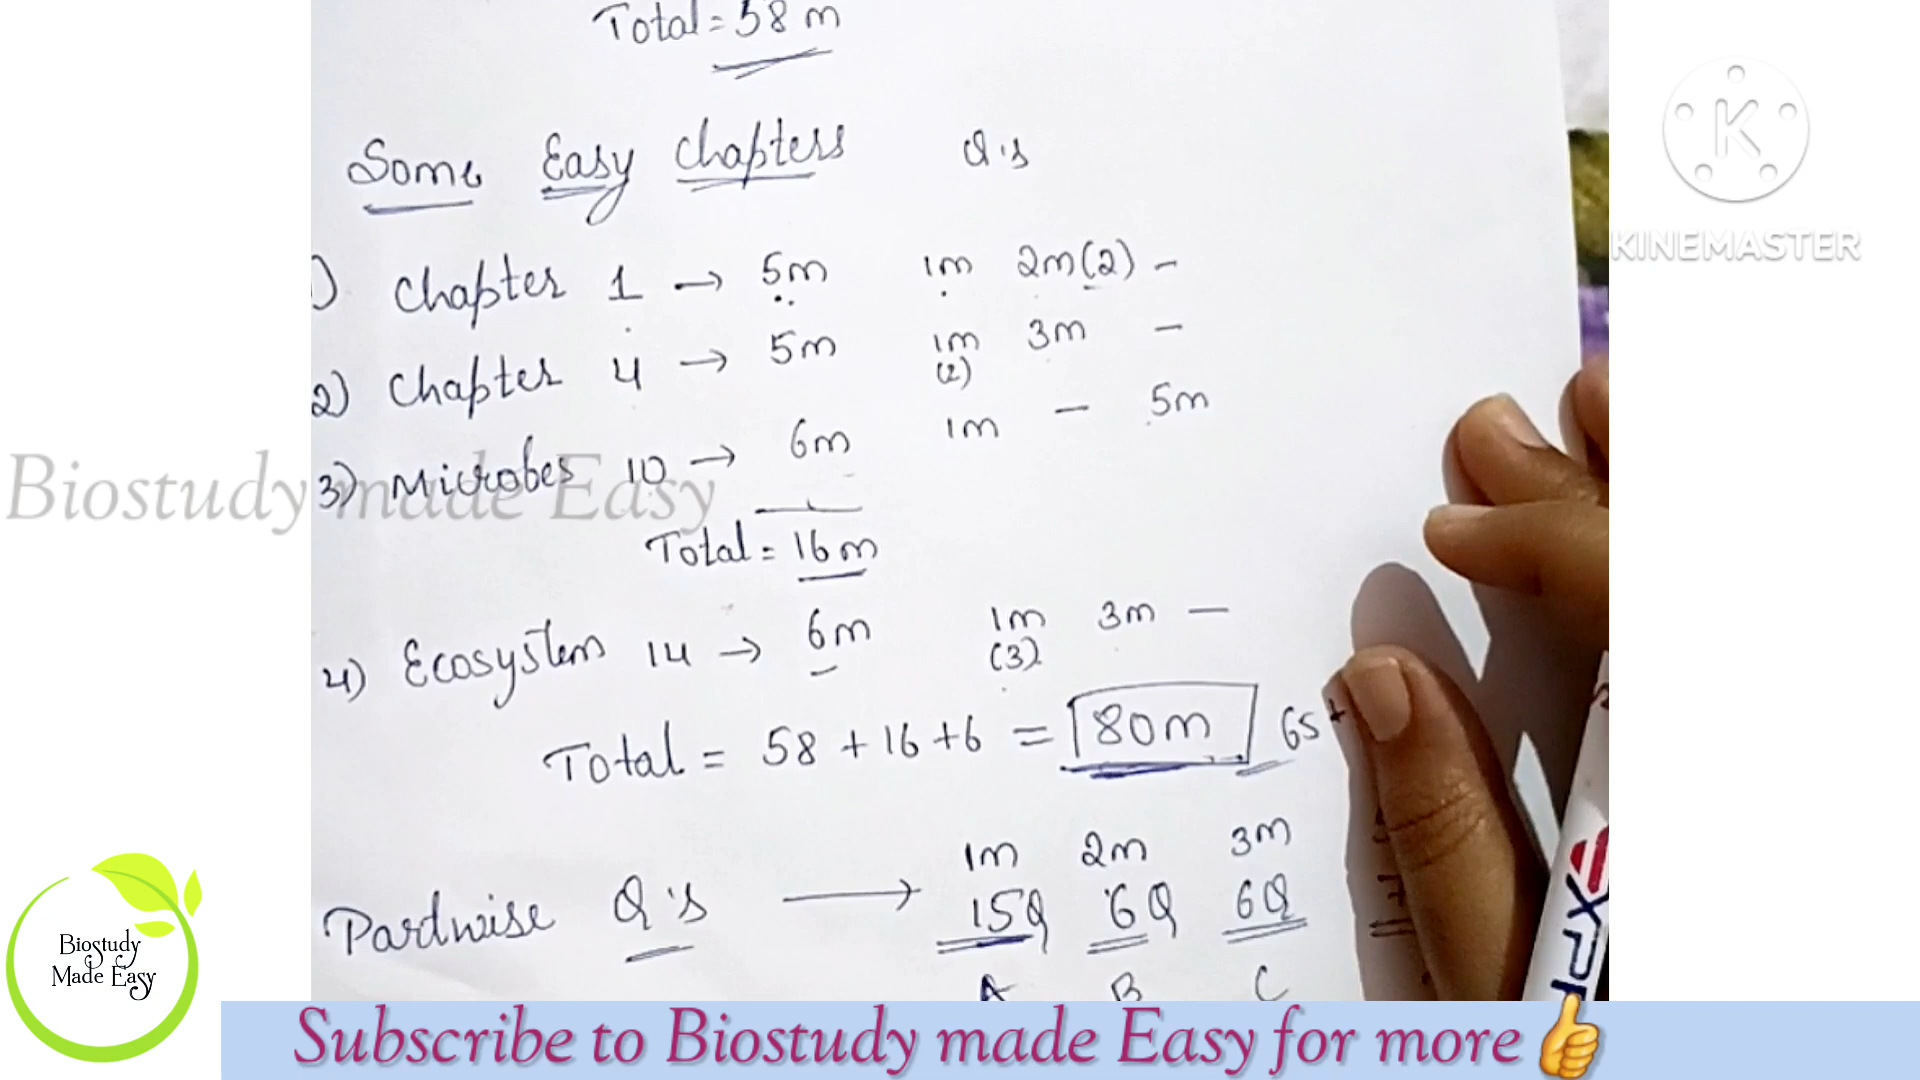 Total = 58 m
Some Easy Chapters Q's
1) Chapter 1 → 5m 1m 2m(2) -
2) Chapter 4 → 5m 1m (2) 3m -
3) Microbes 10 → 6m 1m - 5m
Total = 16m
4) Ecosystem 14 → 6m 1m (3) 3m -
Total = 58 + 16 + 6 = 80m
1m 2m 3m
Partwise Q's → 15Q 6Q 6Q
A B C
K
KINEMASTER
Biostudy made Easy
Biostudy
Made Easy
Subscribe to Biostudy made Easy for more